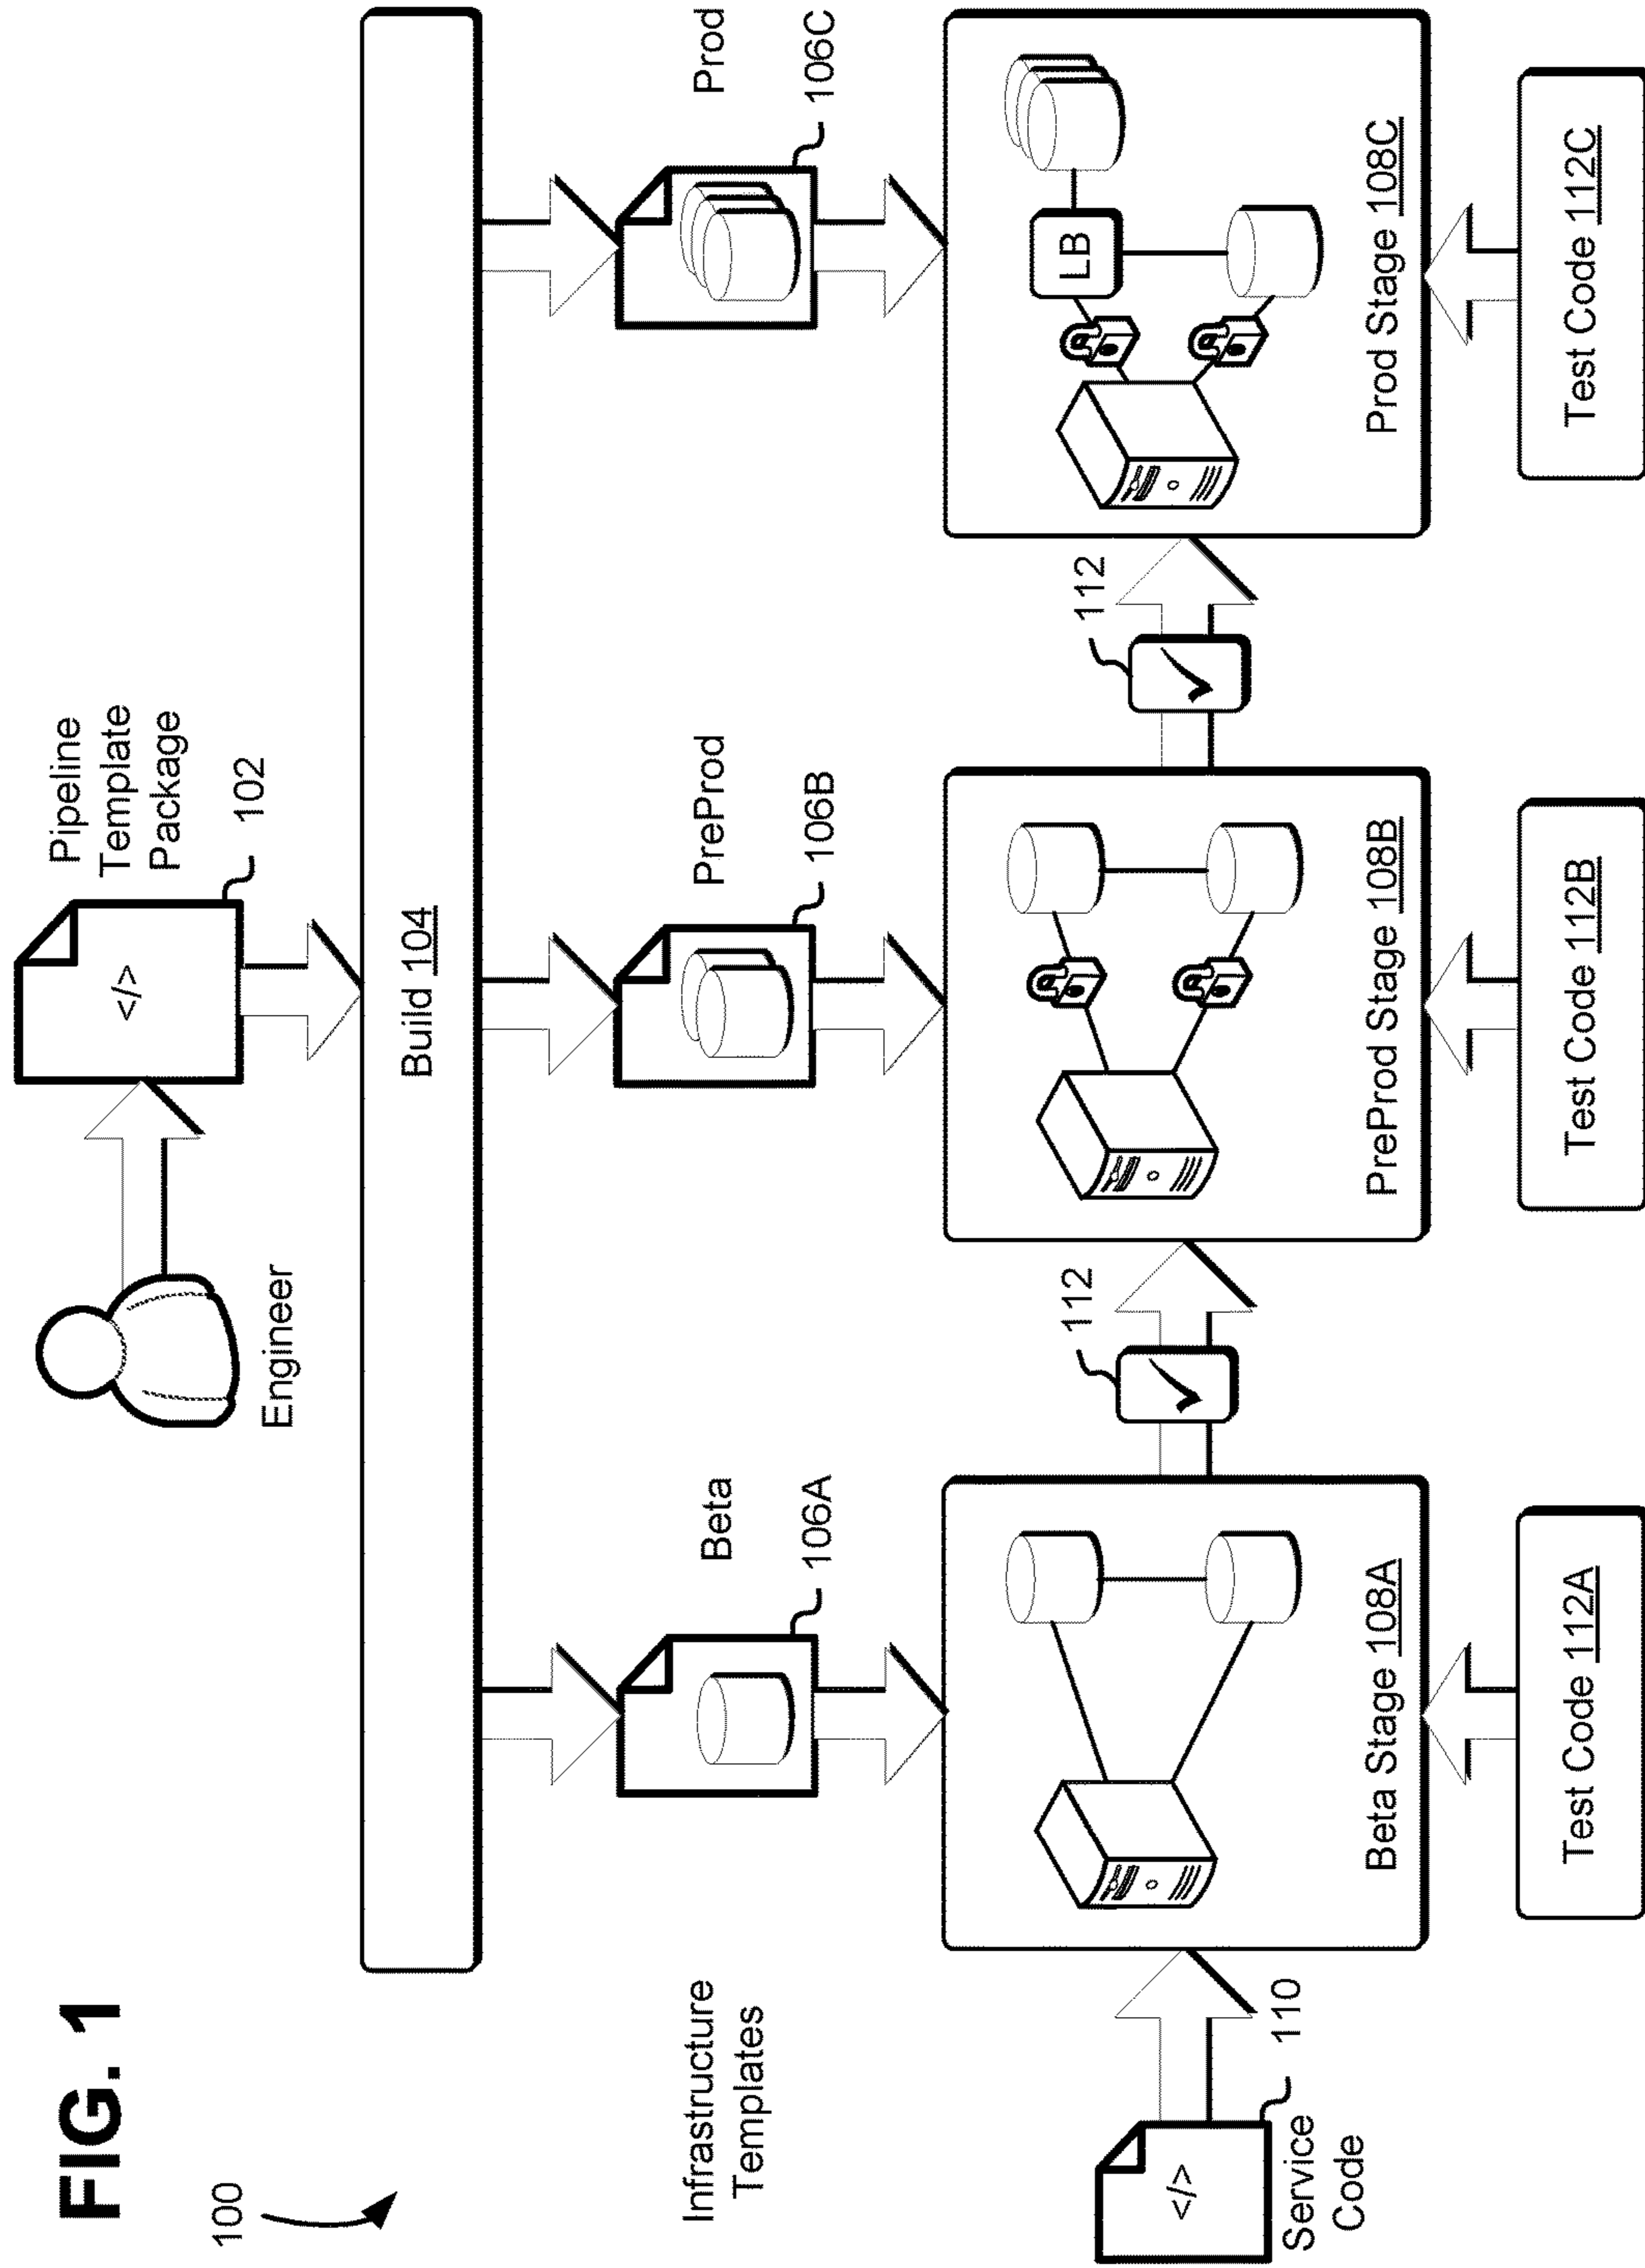 FIG. 1
100
Engineer
</>
Pipeline
Template
Package
102
Build 104
Infrastructure
Templates
Beta
106A
PreProd
106B
Prod
106C
</>
Service
Code
110
Beta Stage 108A
112
PreProd Stage 108B
112
LB
Prod Stage 108C
Test Code 112A
Test Code 112B
Test Code 112C